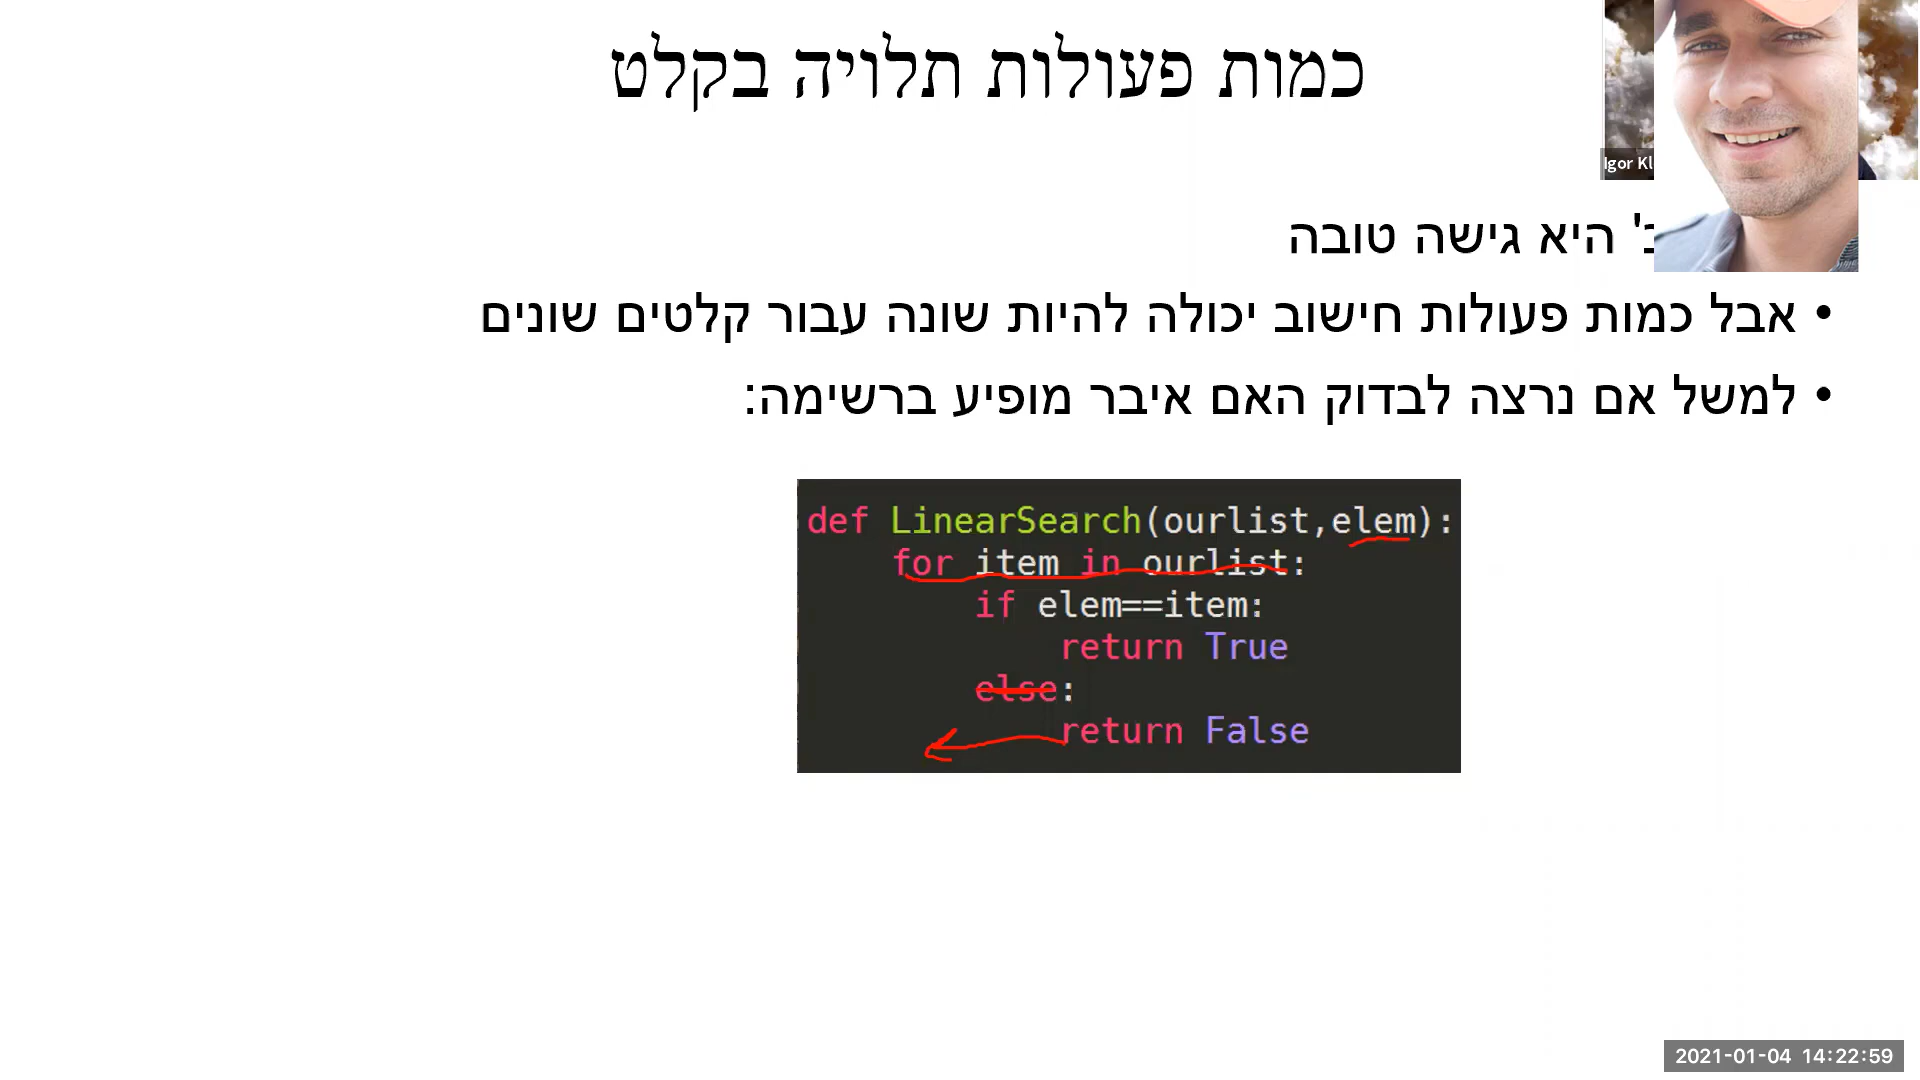 כמות פעולות תלויה בקלט
Igor Kl
ב' היא גישה טובה
• אבל כמות פעולות חישוב יכולה להיות שונה עבור קלטים שונים
• למשל אם נרצה לבדוק האם איבר מופיע ברשימה:
def LinearSearch(ourlist,elem):
for item in ourlist:
if elem==item:
return True
else:
return False
2021-01-04 14:22:59